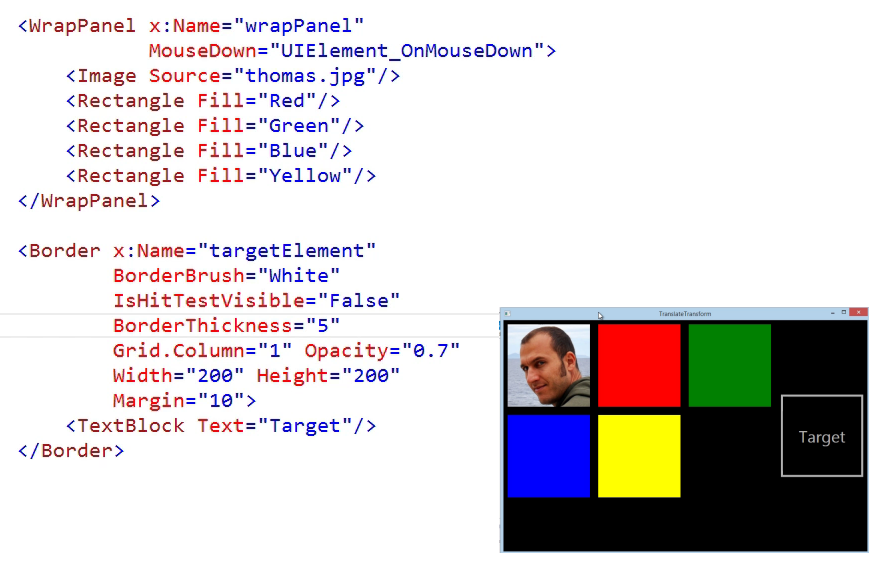 <WrapPanel x:Name="wrapPanel"
           MouseDown="UIElement_OnMouseDown">
    <Image Source="thomas.jpg"/>
    <Rectangle Fill="Red"/>
    <Rectangle Fill="Green"/>
    <Rectangle Fill="Blue"/>
    <Rectangle Fill="Yellow"/>
</WrapPanel>
<Border x:Name="targetElement"
        BorderBrush="White"
        IsHitTestVisible="False"
        BorderThickness="5"
        Grid.Column="1" Opacity="0.7"
        Width="200" Height="200"
        Margin="10">
    <TextBlock Text="Target"/>
</Border>
TranslateTransform
Target